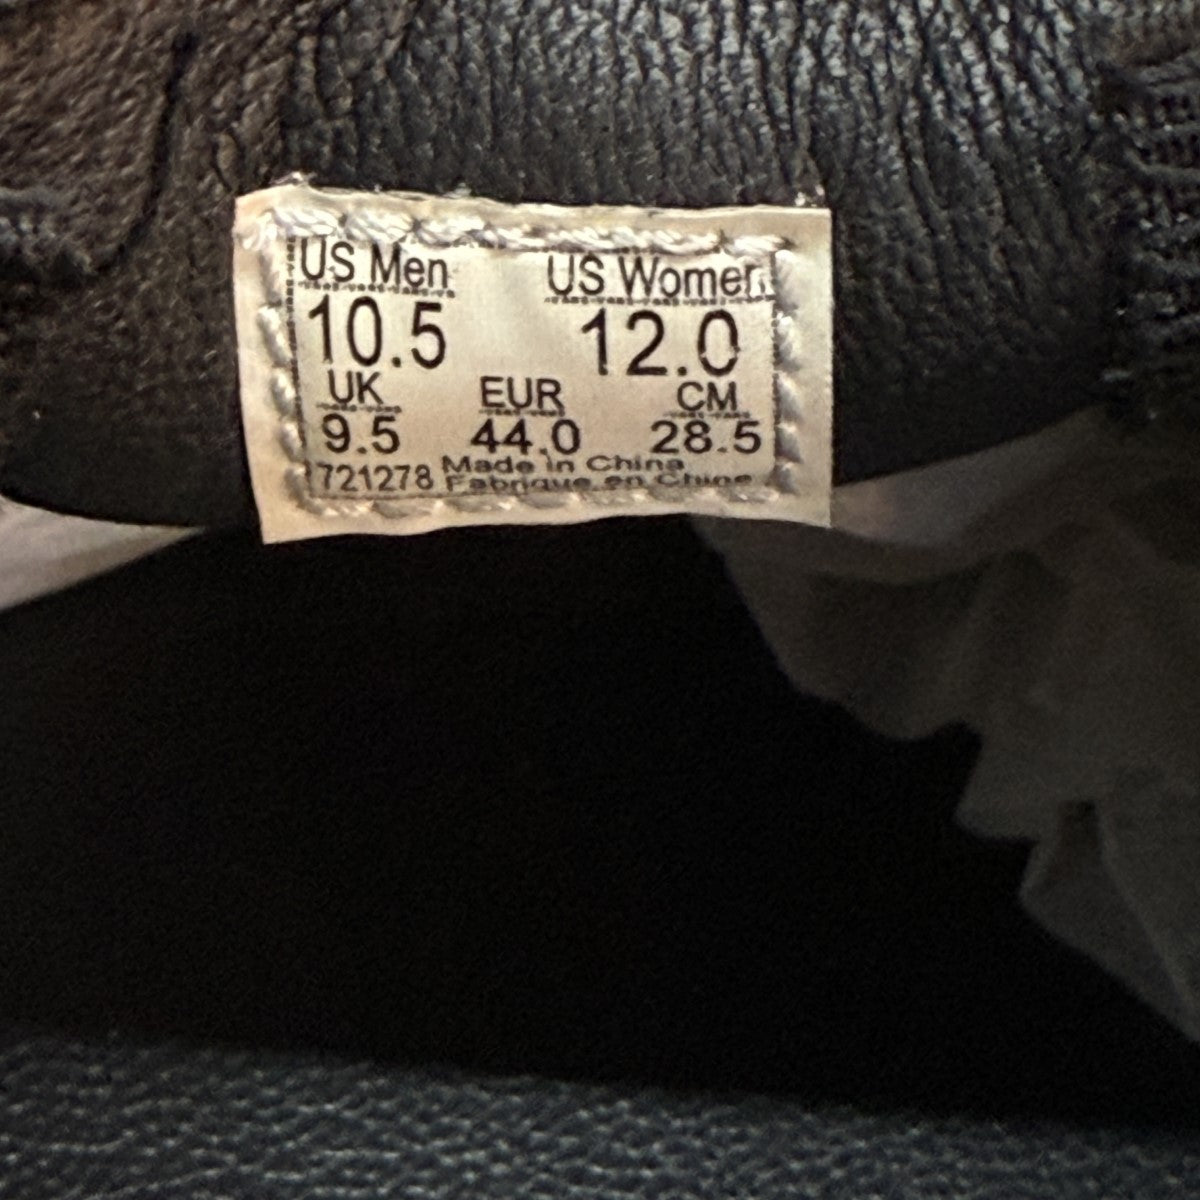 US Men US Women
10.5 12.0
UK EUR CM
9.5 44.0 28.5
721278 Made in China
Fabrique en Chine